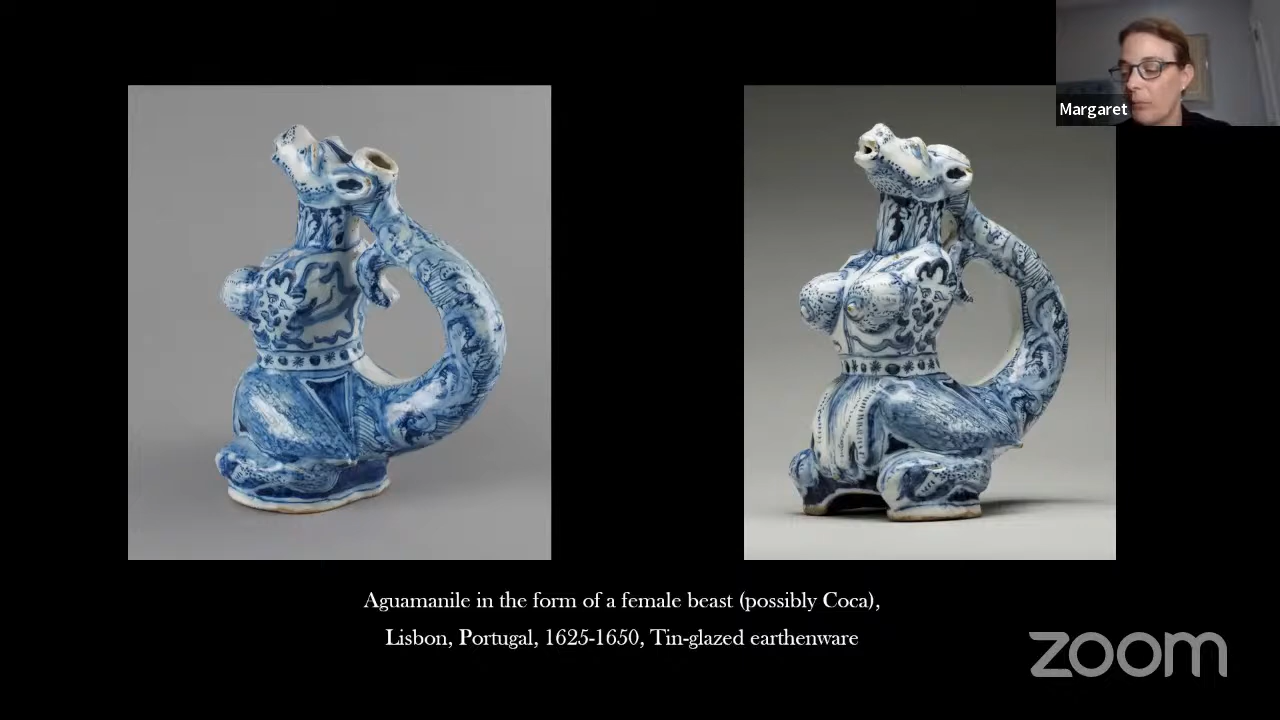 Margaret
Aguamanile in the form of a female beast (possibly Coca),
Lisbon, Portugal, 1625-1650, Tin-glazed earthenware
zoom